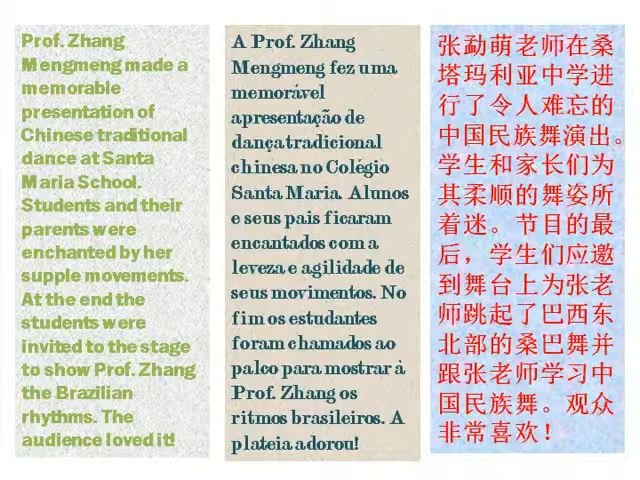 Prof. Zhang
Mengmeng made a
memorable
presentation of
Chinese traditional
dance at Santa
Maria School.
Students and their
parents were
enchanted by her
supple movements.
At the end the
students were
invited to the stage
to show Prof. Zhang
the Brazilian
rhythms. The
audience loved it!
A Prof. Zhang
Mengmeng fez uma
memorável
apresentação de
dança tradicional
chinesa no Colégio
Santa Maria. Alunos
e seus pais ficaram
encantados com a
leveza e agilidade de
seus movimentos. No
fim os estudantes
foram chamados ao
palco para mostrar à
Prof. Zhang os
ritmos brasileiros. A
plateia adorou!
张勐萌老师在桑
塔玛利亚中学进
行了令人难忘的
中国民族舞演出。
学生和家长们为
其柔顺的舞姿所
着迷。节目的最
后，学生们应邀
到舞台上为张老
师跳起了巴西东
北部的桑巴舞并
跟张老师学习中
国民族舞。观众
非常喜欢！